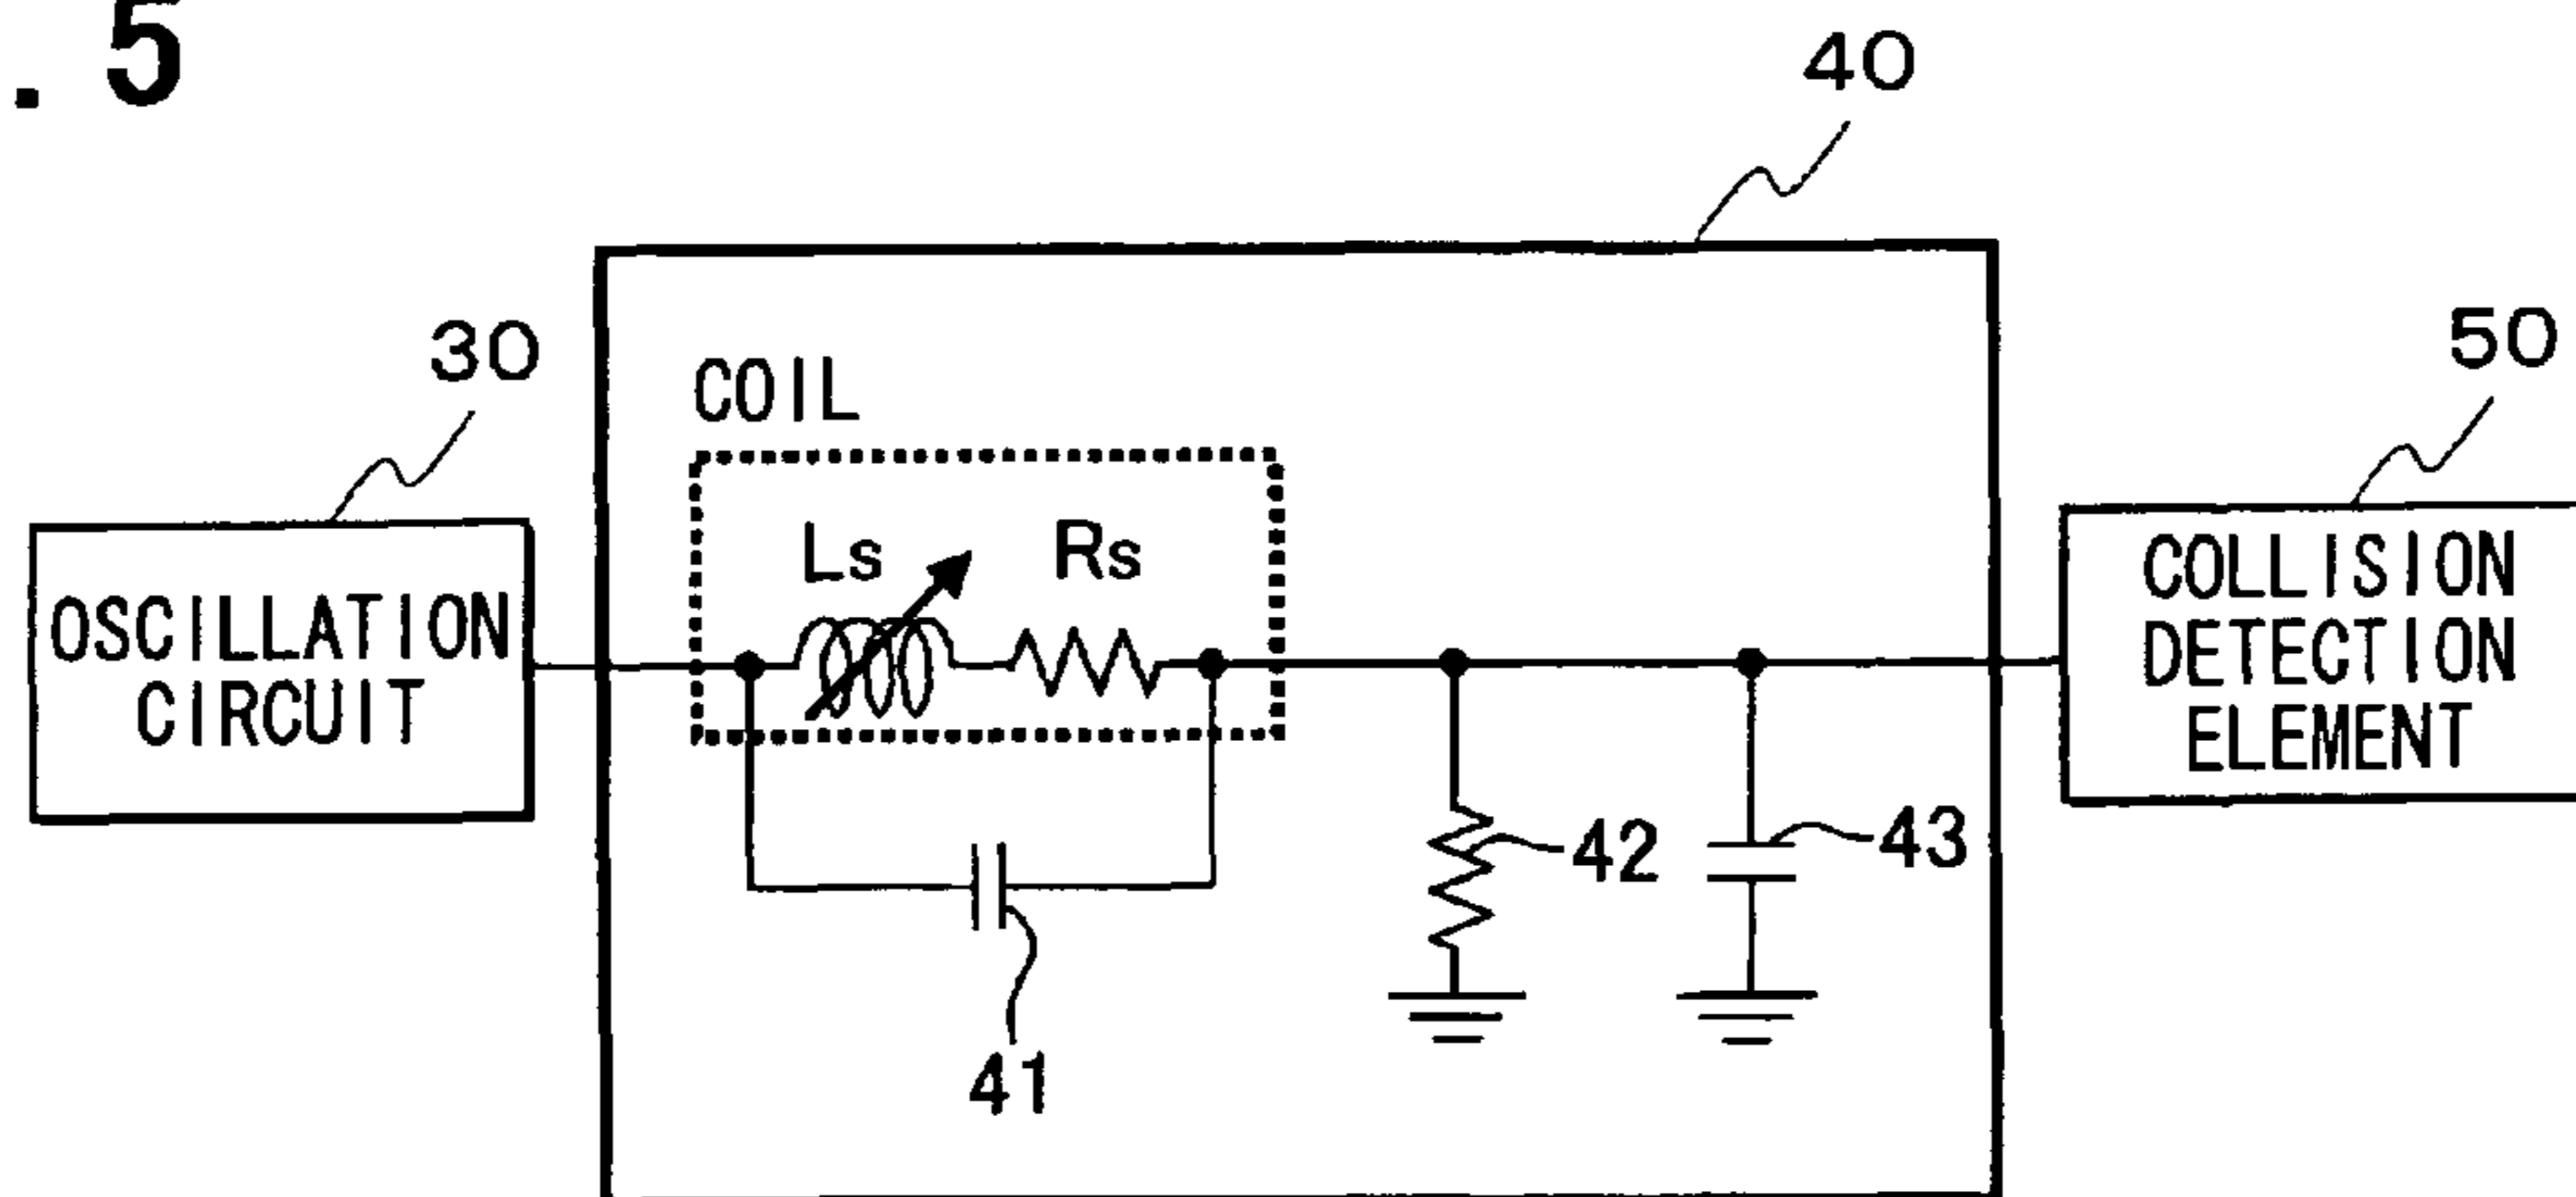 . 5
40
30
50
COIL
Ls Rs
OSCILLATION
CIRCUIT
COLLISION
DETECTION
ELEMENT
42
43
41